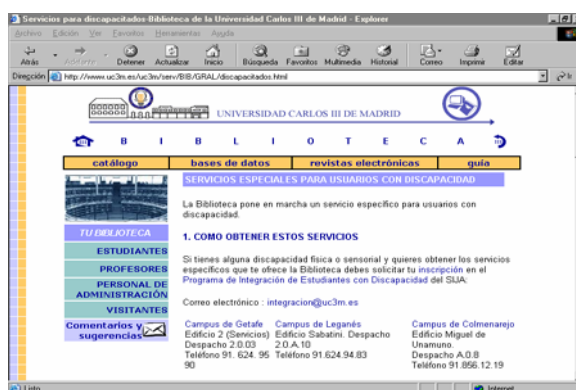 Servicios para discapacitados-Biblioteca de la Universidad Carlos III de Madrid - Explorer
Archivo Edición Ver Favoritos Herramientas Ayuda
Atrás Adelante Detener Actualizar Inicio Búsqueda Favoritos Multimedia Historial Correo Imprimir Editar
Dirección http://www.uc3m.es/uc3m/serv/BIB/GRAL/discapacitados.html
UNIVERSIDAD CARLOS III DE MADRID
B I B L I O T E C A
catálogo bases de datos revistas electrónicas guía
SERVICIOS ESPECIALES PARA USUARIOS CON DISCAPACIDAD
La Biblioteca pone en marcha un servicio específico para usuarios con
discapacidad.
TU BIBLIOTECA
ESTUDIANTES
PROFESORES
PERSONAL DE
ADMINISTRACIÓN
VISITANTES
Comentarios y
sugerencias
1. COMO OBTENER ESTOS SERVICIOS
Si tienes alguna discapacidad física o sensorial y quieres obtener los servicios
específicos que te ofrece la Biblioteca debes solicitar tu inscripción en el
Programa de Integración de Estudiantes con Discapacidad del SIJA:
Correo electrónico : integracion@uc3m.es
Campus de Getafe
Edificio 2 (Servicios)
Despacho 2.0.03
Teléfono 91. 624. 95
90
Campus de Leganés
Edificio Sabatini. Despacho
2.0.A.10
Teléfono 91.624.94.83
Campus de Colmenarejo
Edificio Miguel de
Unamuno.
Despacho A.0.8
Teléfono 91.856.12.19
Listo
Internet